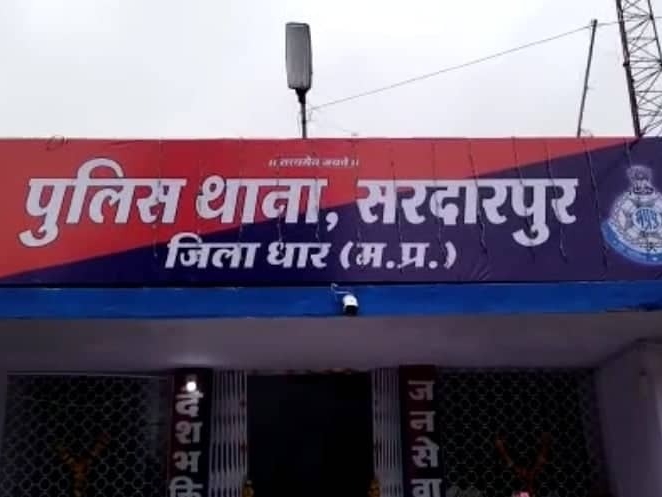 ॥ सत्यमेव जयते ॥
पुलिस थाना, सरदारपुर
जिला धार (म.प्र.)
देशभक्ति
जनसेवा